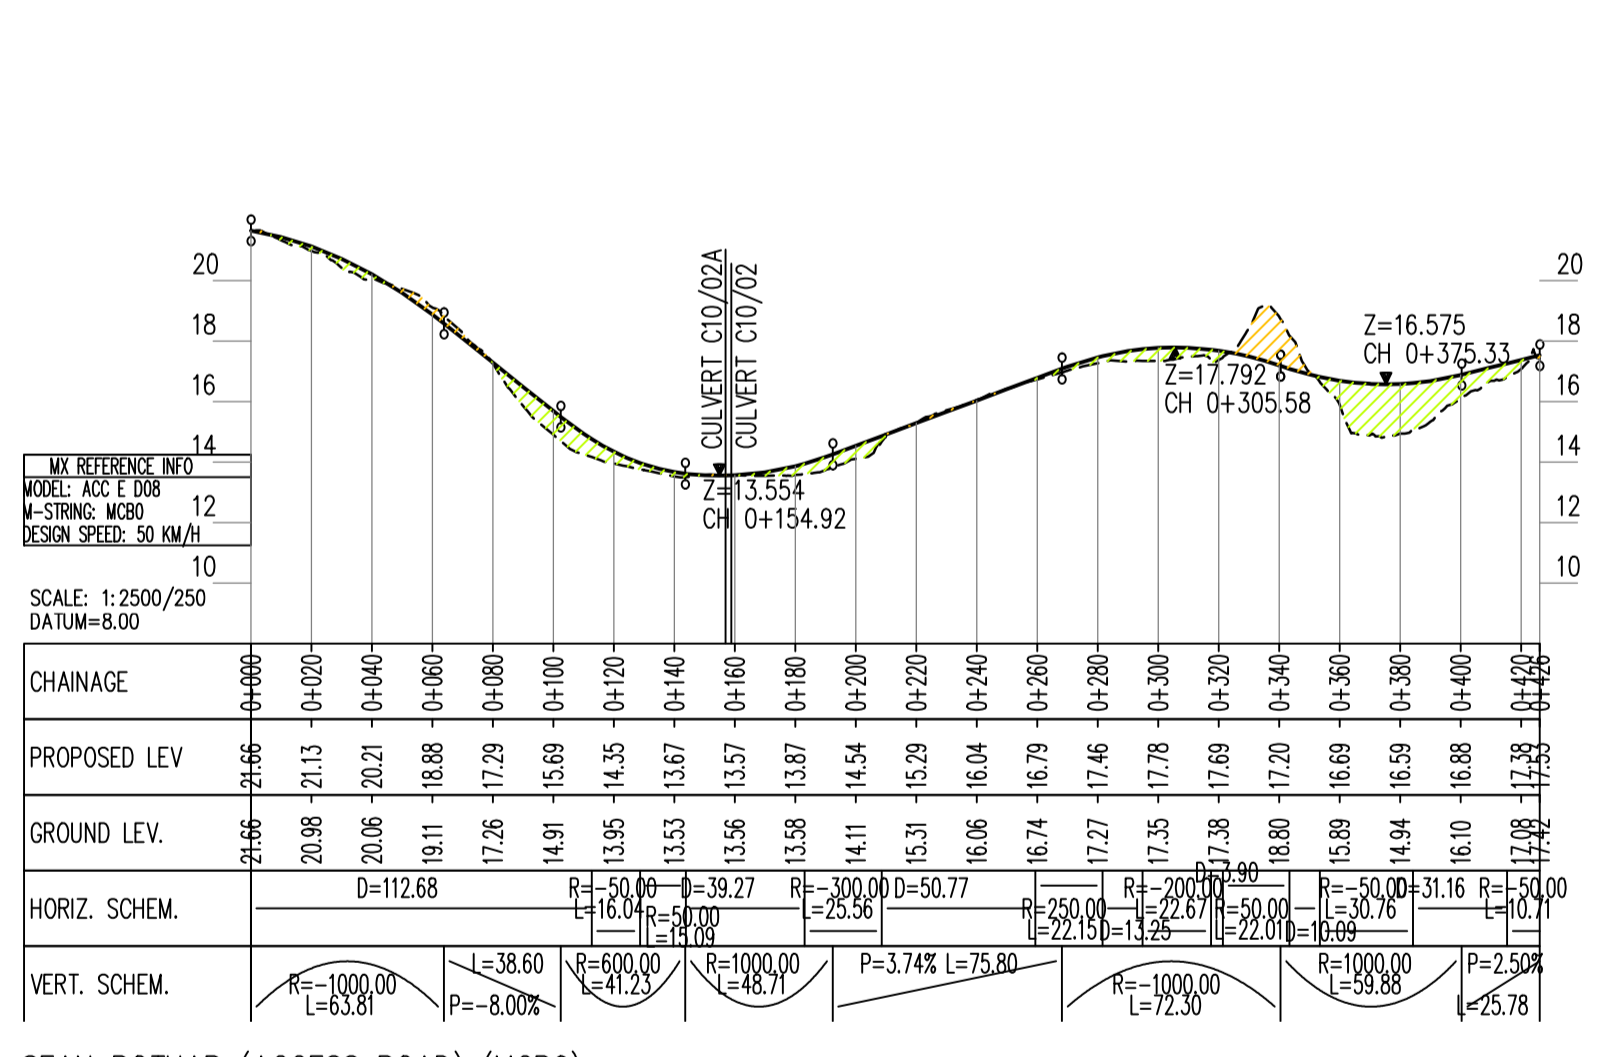 20
18
16
14
12
10
20
18
16
14
12
10
CULVERT C10/02A
CULVERT C10/02
Z=13.554
CH 0+154.92
Z=17.792
CH 0+305.58
Z=16.575
CH 0+375.33
MX REFERENCE INFO
MODEL: ACC E D08
M-STRING: MCB0
DESIGN SPEED: 50 KM/H
SCALE: 1:2500/250
DATUM=8.00
CHAINAGE 0+000 0+020 0+040 0+060 0+080 0+100 0+120 0+140 0+160 0+180 0+200 0+220 0+240 0+260 0+280 0+300 0+320 0+340 0+360 0+380 0+400 0+420 0+426
PROPOSED LEV 21.66 21.13 20.21 18.88 17.29 15.69 14.35 13.67 13.57 13.87 14.54 15.29 16.04 16.79 17.46 17.78 17.69 17.20 16.69 16.59 16.88 17.38 17.53
GROUND LEV. 21.66 20.98 20.06 19.11 17.26 14.91 13.95 13.53 13.56 13.58 14.11 15.31 16.06 16.74 17.27 17.35 17.38 18.80 15.89 14.94 16.10 17.08 17.42
HORIZ. SCHEM.
D=112.68
R=-50.00
L=16.04
R=50.00
L=15.09
D=39.27
R=-300.00
L=25.56
D=50.77
R=250.00
L=22.15
D=13.25
R=-200.00
L=22.67
D=3.90
R=50.00
L=22.01
D=10.09
R=-50.00
L=30.76
D=31.16
R=-50.00
L=10.71
VERT. SCHEM.
R=-1000.00
L=63.81
L=38.60
P=-8.00%
R=600.00
L=41.23
R=1000.00
L=48.71
P=3.74% L=75.80
R=-1000.00
L=72.30
R=1000.00
L=59.88
P=2.50%
L=25.78